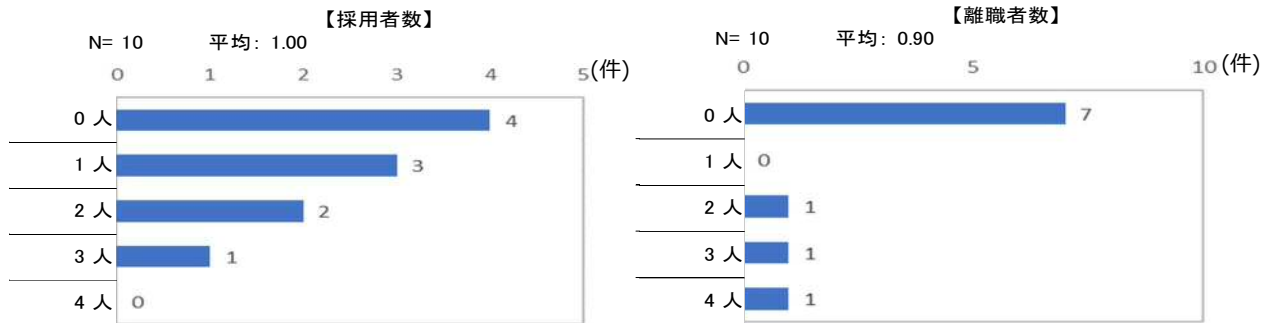 【採用者数】
N= 10 平均: 1.00
0 1 2 3 4 5(件)
0 人 4
1 人 3
2 人 2
3 人 1
4 人 0
【離職者数】
N= 10 平均: 0.90
0 5 10 (件)
0 人 7
1 人 0
2 人 1
3 人 1
4 人 1